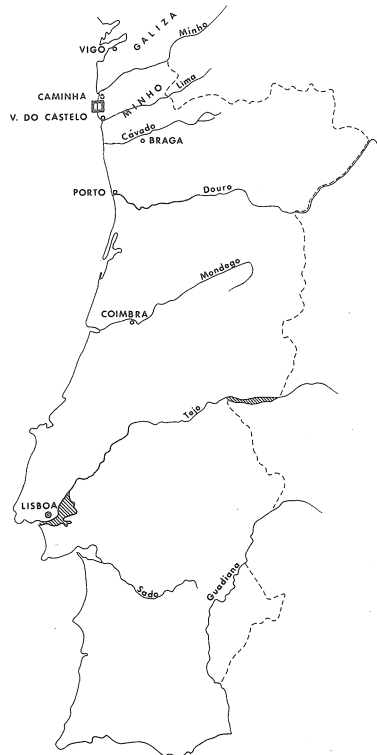 GALIZA
Minho
VIGO
CAMINHA
MINHO
Lima
V. DO CASTELO
Cávado
BRAGA
PORTO
Douro
Mondego
COIMBRA
Tejo
LISBOA
Sado
Guadiana